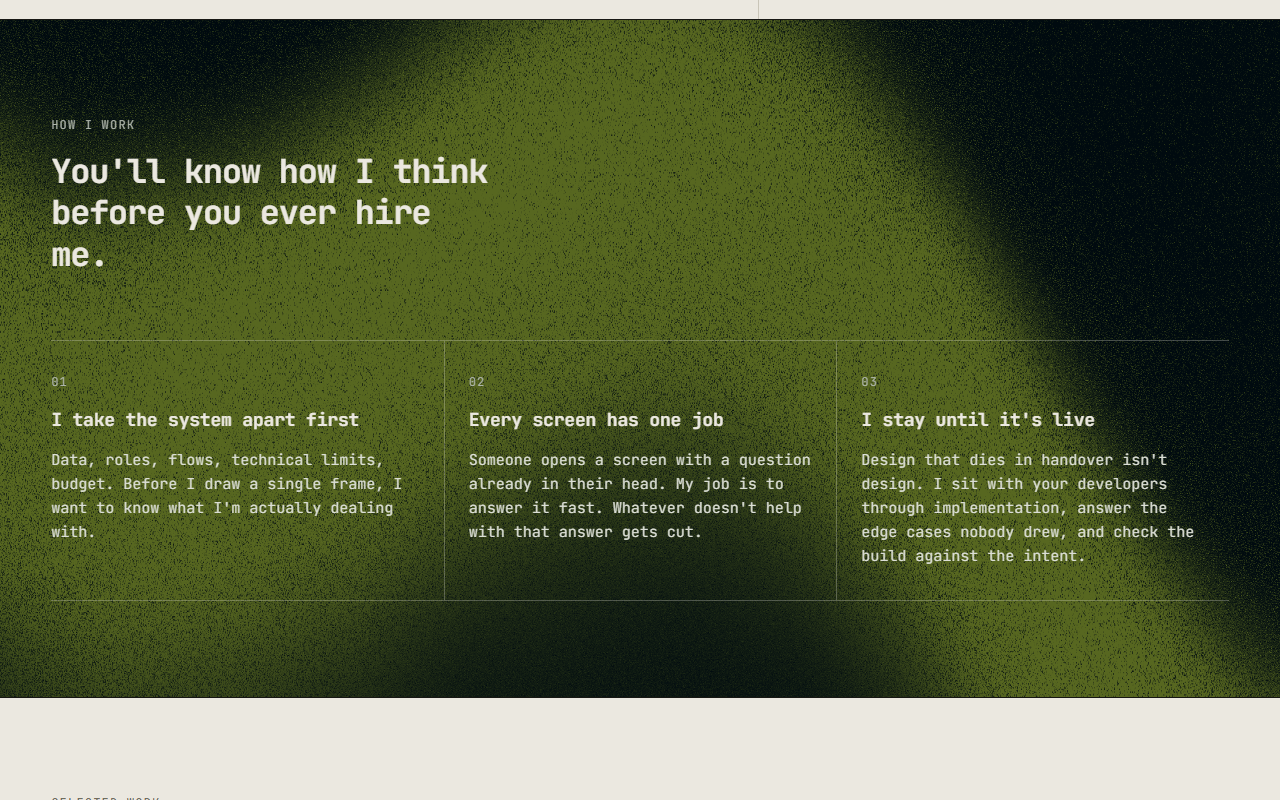 HOW I WORK
You'll know how I think
before you ever hire
me.
01
I take the system apart first
Data, roles, flows, technical limits,
budget. Before I draw a single frame, I
want to know what I'm actually dealing
with.
02
Every screen has one job
Someone opens a screen with a question
already in their head. My job is to
answer it fast. Whatever doesn't help
with that answer gets cut.
03
I stay until it's live
Design that dies in handover isn't
design. I sit with your developers
through implementation, answer the
edge cases nobody drew, and check the
build against the intent.
SELECTED WORK